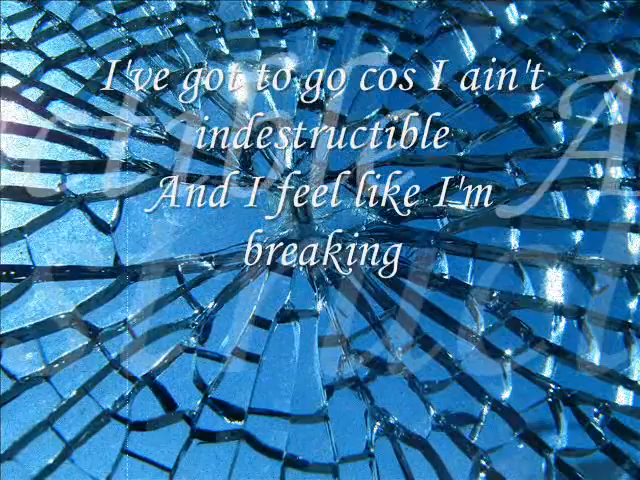 I've got to go cos I ain't
indestructible
And I feel like I'm
breaking